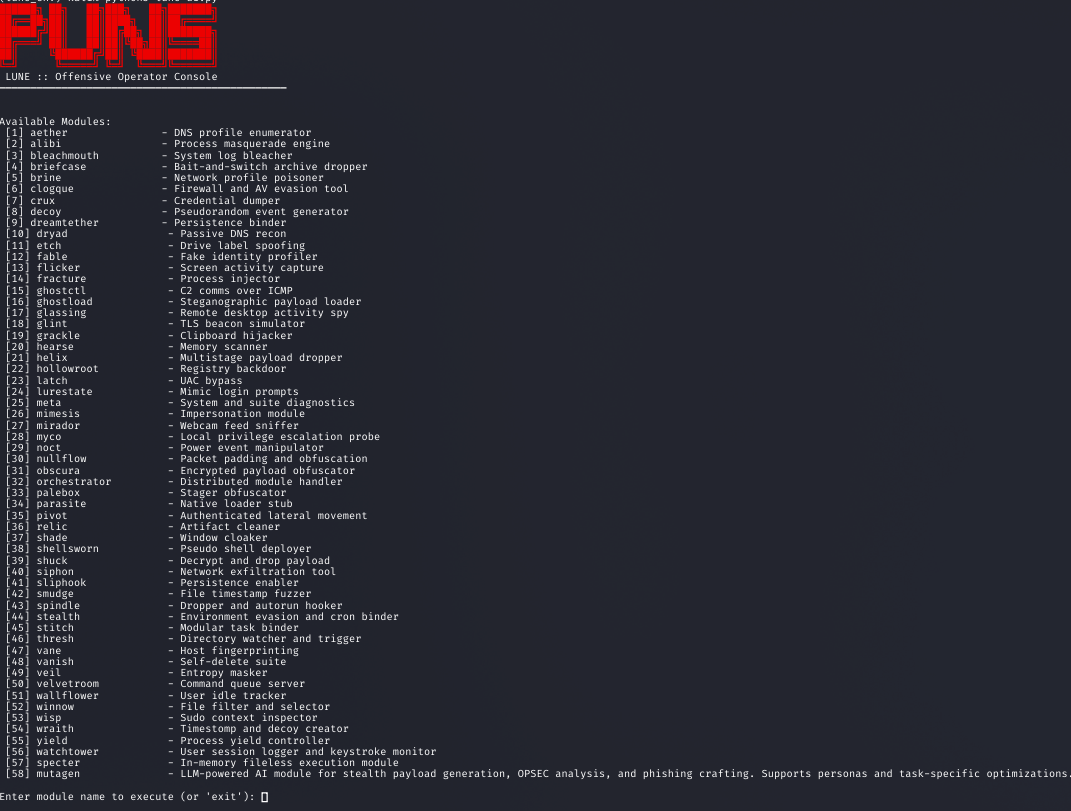 PUNS
LUNE :: Offensive Operator Console
Available Modules:
[1] aether - DNS profile enumerator
[2] alibi - Process masquerade engine
[3] bleachmouth - System log bleacher
[4] briefcase - Bait-and-switch archive dropper
[5] brine - Network profile poisoner
[6] clogque - Firewall and AV evasion tool
[7] crux - Credential dumper
[8] decoy - Pseudorandom event generator
[9] dreamtether - Persistence binder
[10] dryad - Passive DNS recon
[11] etch - Drive label spoofing
[12] fable - Fake identity profiler
[13] flicker - Screen activity capture
[14] fracture - Process injector
[15] ghostctl - C2 comms over ICMP
[16] ghostload - Steganographic payload loader
[17] glassing - Remote desktop activity spy
[18] glint - TLS beacon simulator
[19] grackle - Clipboard hijacker
[20] hearse - Memory scanner
[21] helix - Multistage payload dropper
[22] hollowroot - Registry backdoor
[23] latch - UAC bypass
[24] lurestate - Mimic login prompts
[25] meta - System and suite diagnostics
[26] mimesis - Impersonation module
[27] mirador - Webcam feed sniffer
[28] myco - Local privilege escalation probe
[29] noct - Power event manipulator
[30] nullflow - Packet padding and obfuscation
[31] obscura - Encrypted payload obfuscator
[32] orchestrator - Distributed module handler
[33] palebox - Stager obfuscator
[34] parasite - Native loader stub
[35] pivot - Authenticated lateral movement
[36] relic - Artifact cleaner
[37] shade - Window cloaker
[38] shellsworn - Pseudo shell deployer
[39] shuck - Decrypt and drop payload
[40] siphon - Network exfiltration tool
[41] sliphook - Persistence enabler
[42] smudge - File timestamp fuzzer
[43] spindle - Dropper and autorun hooker
[44] stealth - Environment evasion and cron binder
[45] stitch - Modular task binder
[46] thresh - Directory watcher and trigger
[47] vane - Host fingerprinting
[48] vanish - Self-delete suite
[49] veil - Entropy masker
[50] velvetroom - Command queue server
[51] wallflower - User idle tracker
[52] winnow - File filter and selector
[53] wisp - Sudo context inspector
[54] wraith - Timestomp and decoy creator
[55] yield - Process yield controller
[56] watchtower - User session logger and keystroke monitor
[57] specter - In-memory fileless execution module
[58] mutagen - LLM-powered AI module for stealth payload generation, OPSEC analysis, and phishing crafting. Supports personas and task-specific optimizations.
Enter module name to execute (or 'exit'):